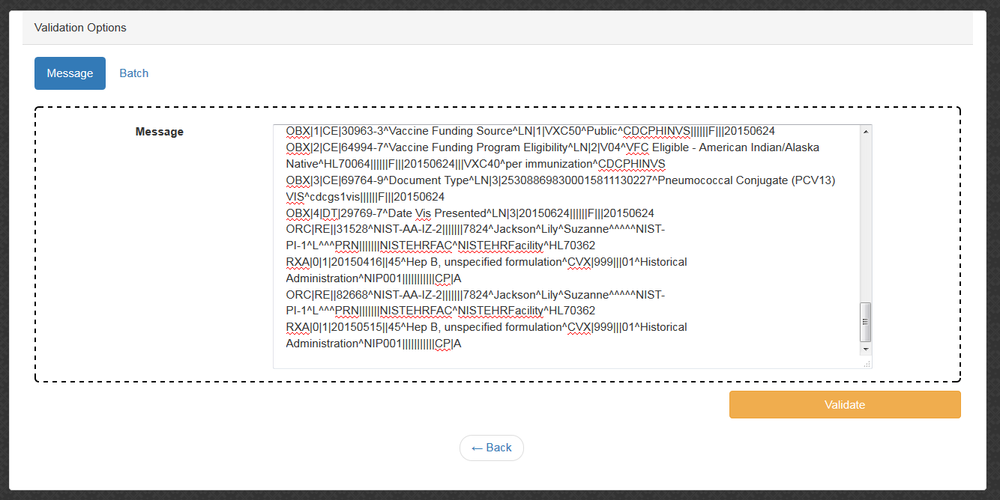 Validation Options
Message
Batch
Message
OBX|1|CE|30963-3^Vaccine Funding Source^LN|1|VXC50^Public^CDCPHINVS||||||F|||20150624
OBX|2|CE|64994-7^Vaccine Funding Program Eligibility^LN|2|V04^VFC Eligible - American Indian/Alaska
Native^HL70064||||||F|||20150624|||VXC40^per immunization^CDCPHINVS
OBX|3|CE|69764-9^Document Type^LN|3|253088698300015811130227^Pneumococcal Conjugate (PCV13)
VIS^cdcgs1vis||||||F|||20150624
OBX|4|DT|29769-7^Date Vis Presented^LN|3|20150624||||||F|||20150624
ORC|RE||31528^NIST-AA-IZ-2|||||||7824^Jackson^Lily^Suzanne^^^^^NIST-
PI-1^L^^^PRN|||||||NISTEHRFAC^NISTEHRFacility^HL70362
RXA|0|1|20150416||45^Hep B, unspecified formulation^CVX|999|||01^Historical
Administration^NIP001|||||||||||CP|A
ORC|RE||82668^NIST-AA-IZ-2|||||||7824^Jackson^Lily^Suzanne^^^^^NIST-
PI-1^L^^^PRN|||||||NISTEHRFAC^NISTEHRFacility^HL70362
RXA|0|1|20150515||45^Hep B, unspecified formulation^CVX|999|||01^Historical
Administration^NIP001|||||||||||CP|A
Validate
← Back